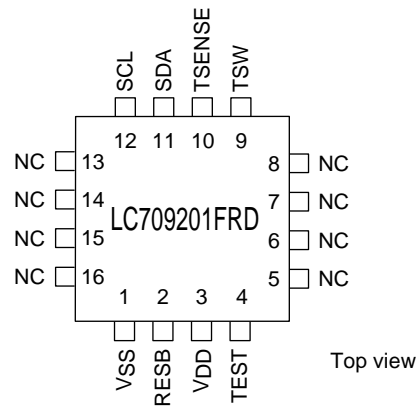 SCL SDA TSENSE TSW
12 11 10 9
NC 13 8 NC
NC 14 7 NC
LC709201FRD
NC 15 6 NC
NC 16 5 NC
1 2 3 4
VSS RESB VDD TEST
Top view